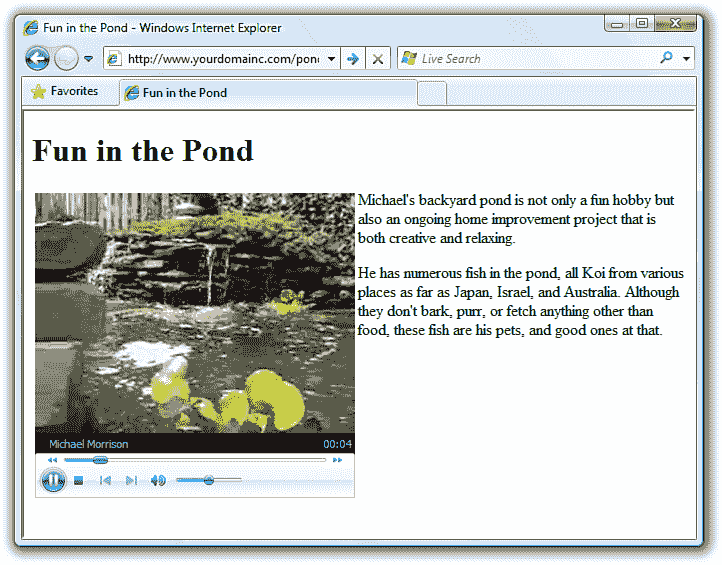 Fun in the Pond - Windows Internet Explorer
http://www.yourdomainc.com/pon
Live Search
Favorites
Fun in the Pond
Fun in the Pond
Michael's backyard pond is not only a fun hobby but
also an ongoing home improvement project that is
both creative and relaxing.
He has numerous fish in the pond, all Koi from various
places as far as Japan, Israel, and Australia. Although
they don't bark, purr, or fetch anything other than
food, these fish are his pets, and good ones at that.
Michael Morrison
00:04